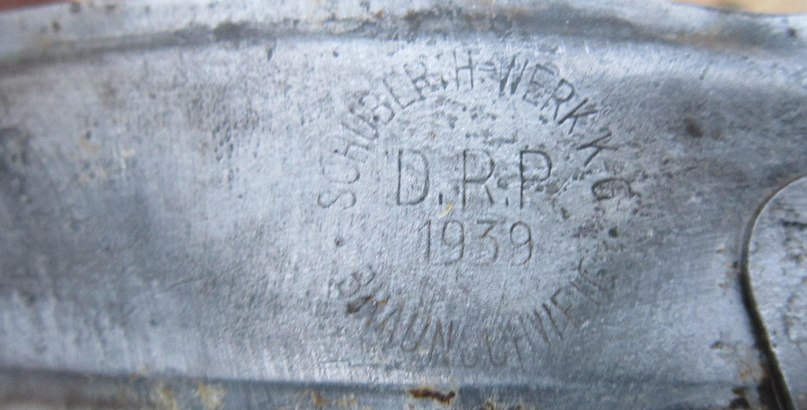 SCHUBERTH-WERK K.G
D.R.P
1939
BRAUNSCHWEIG